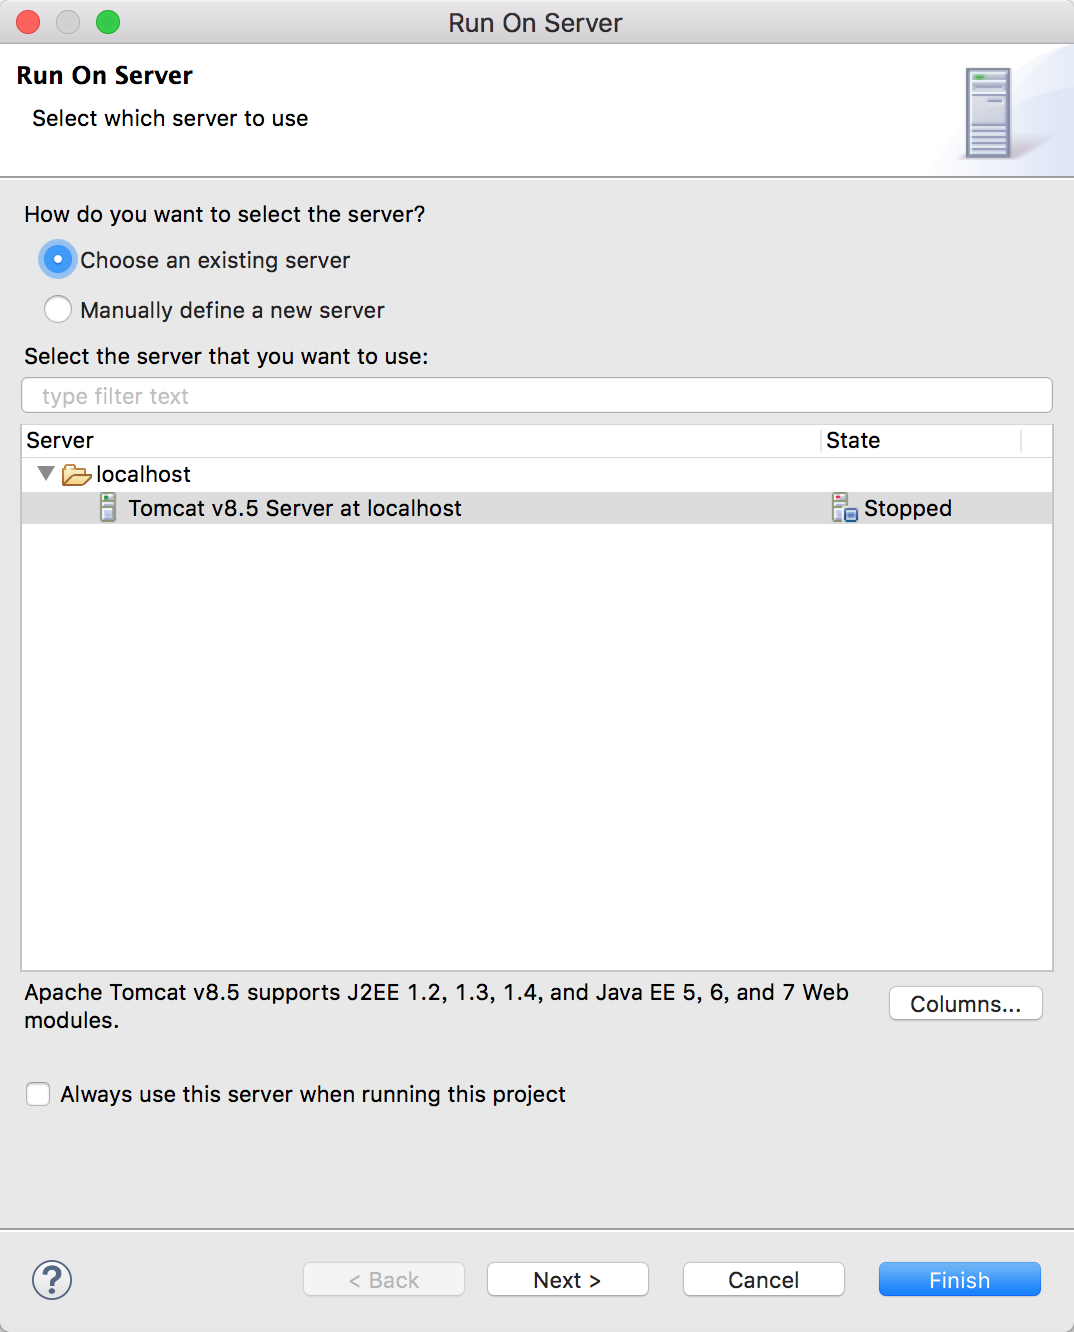 Run On Server
Run On Server
Select which server to use
How do you want to select the server?
Choose an existing server
Manually define a new server
Select the server that you want to use:
type filter text
Server State
localhost
Tomcat v8.5 Server at localhost Stopped
Apache Tomcat v8.5 supports J2EE 1.2, 1.3, 1.4, and Java EE 5, 6, and 7 Web
modules.
Columns...
Always use this server when running this project
? < Back Next > Cancel Finish